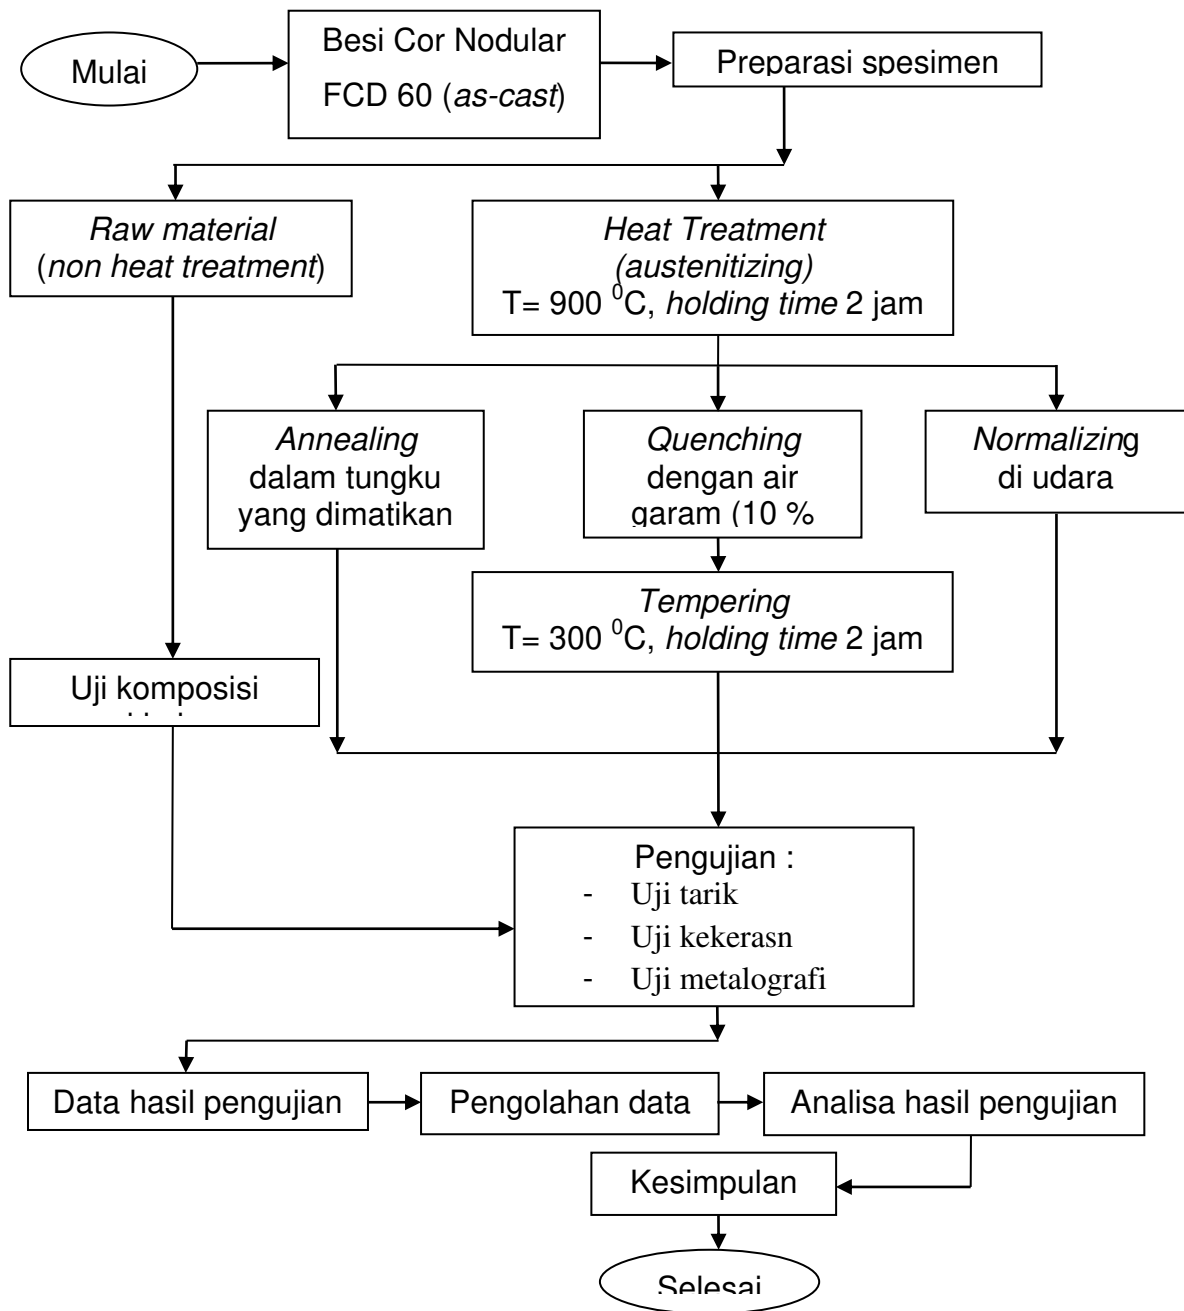 Mulai
Besi Cor Nodular
FCD 60 (as-cast)
Preparasi spesimen
Raw material
(non heat treatment)
Heat Treatment
(austenitizing)
T= 900 ⁰C, holding time 2 jam
Annealing
dalam tungku
yang dimatikan
Quenching
dengan air
garam (10 %
Normalizing
di udara
Tempering
T= 300 ⁰C, holding time 2 jam
Uji komposisi
Pengujian :
- Uji tarik
- Uji kekerasn
- Uji metalografi
Data hasil pengujian
Pengolahan data
Analisa hasil pengujian
Kesimpulan
Selesai